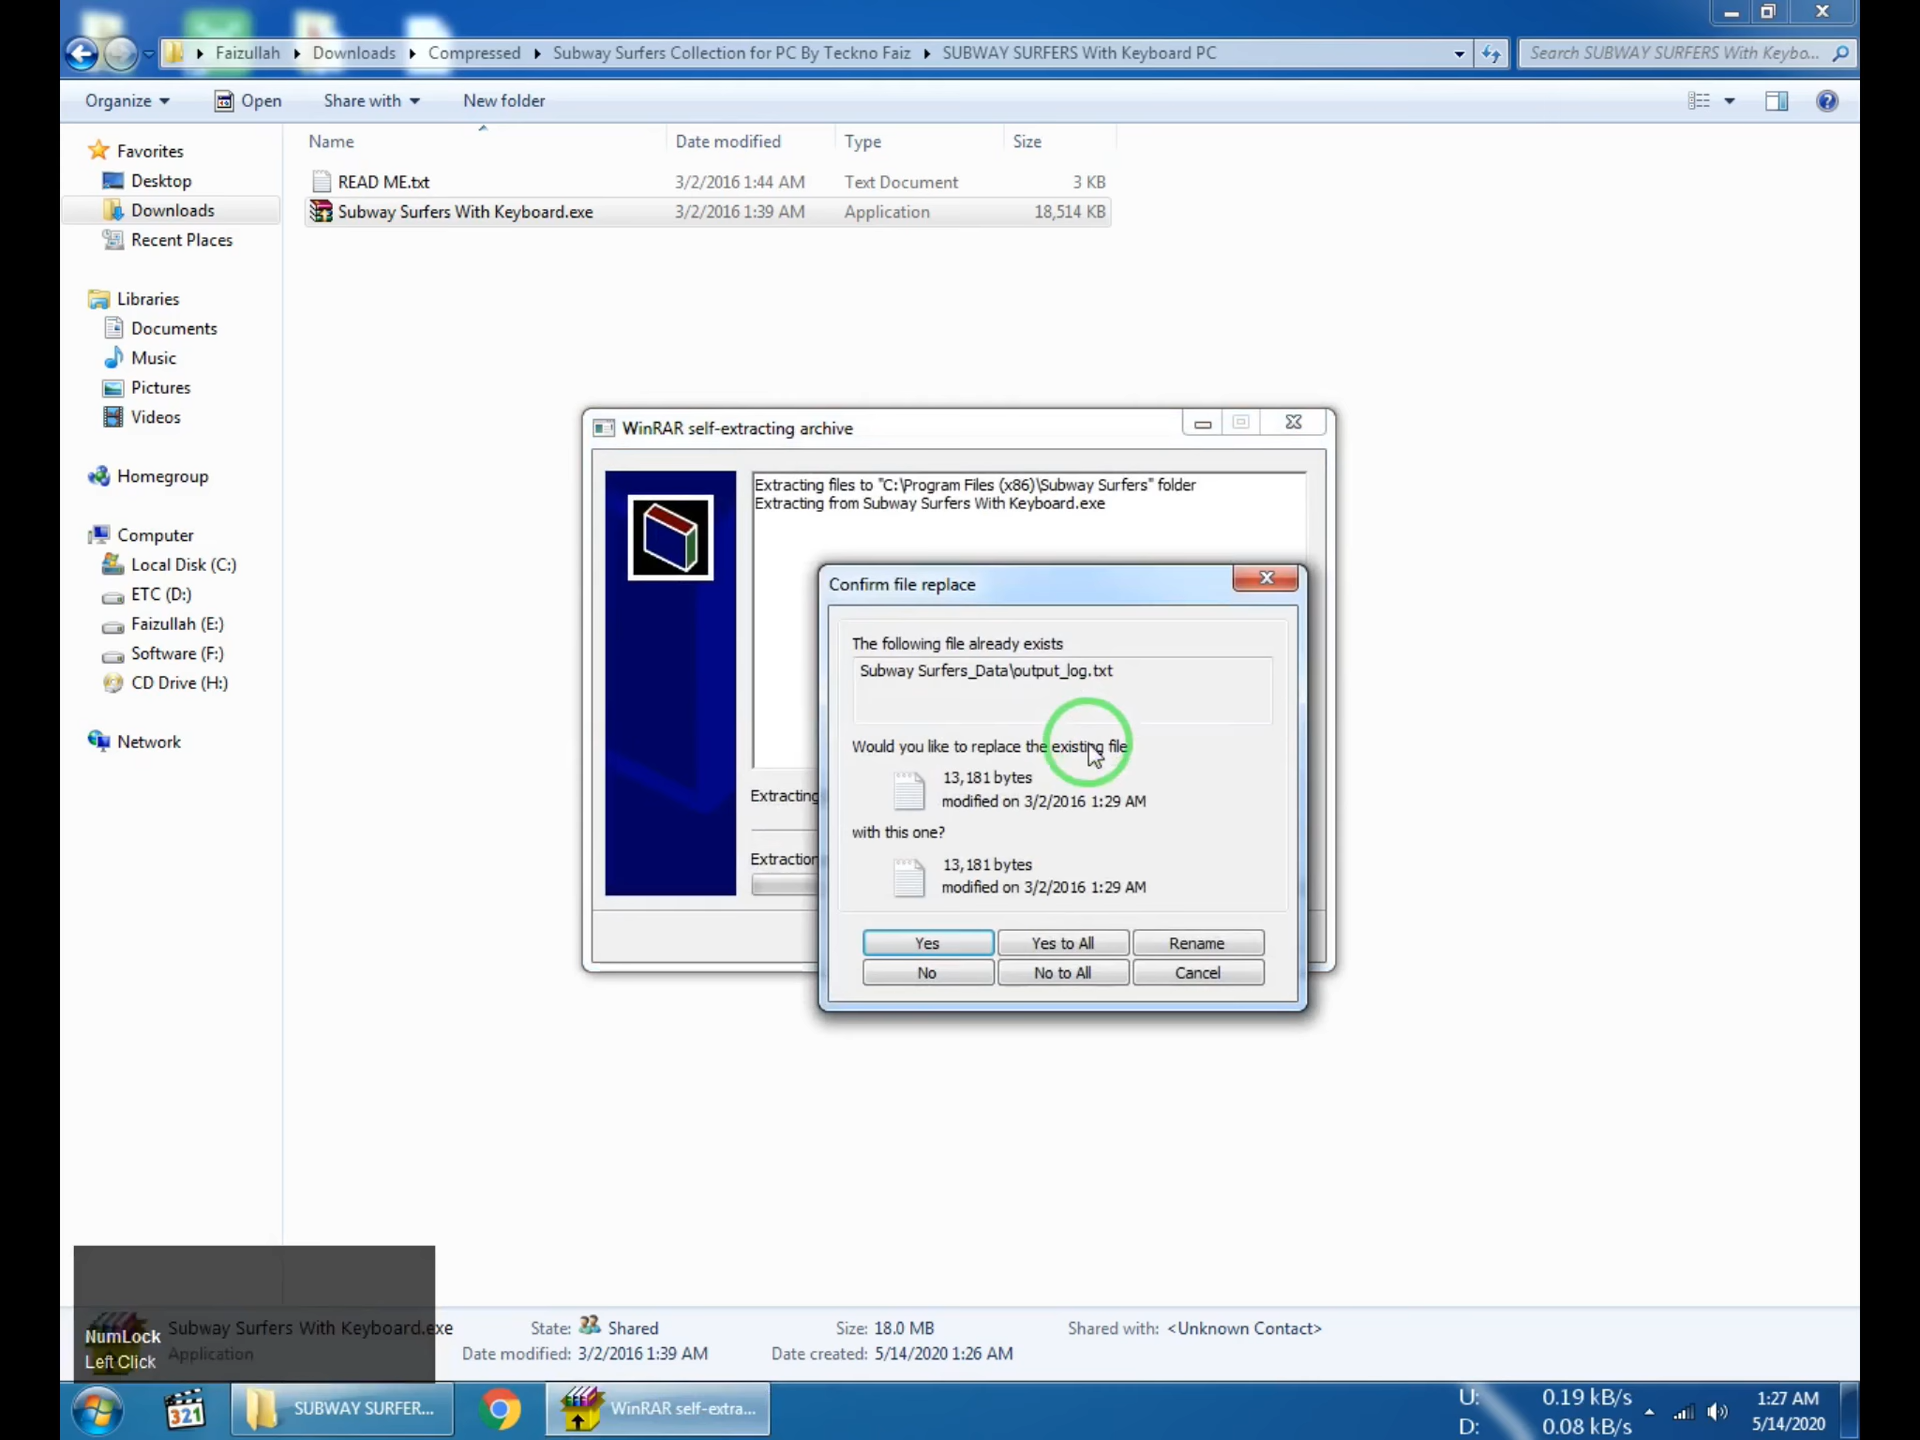 Faizullah Downloads Compressed Subway Surfers Collection for PC By Teckno Faiz SUBWAY SURFERS With Keyboard PC
Search SUBWAY SURFERS With Keybo...
Organize Open Share with New folder
Name Date modified Type Size
READ ME.txt 3/2/2016 1:44 AM Text Document 3 KB
Subway Surfers With Keyboard.exe 3/2/2016 1:39 AM Application 18,514 KB
Favorites
Desktop
Downloads
Recent Places
Libraries
Documents
Music
Pictures
Videos
Homegroup
Computer
Local Disk (C:)
ETC (D:)
Faizullah (E:)
Software (F:)
CD Drive (H:)
Network
WinRAR self-extracting archive
Extracting files to "C:\Program Files (x86)\Subway Surfers" folder
Extracting from Subway Surfers With Keyboard.exe
Extracting
Extraction
Confirm file replace
The following file already exists
Subway Surfers_Data\output_log.txt
Would you like to replace the existing file
13,181 bytes
modified on 3/2/2016 1:29 AM
with this one?
13,181 bytes
modified on 3/2/2016 1:29 AM
Yes Yes to All Rename
No No to All Cancel
NumLock
Left Click
Subway Surfers With Keyboard.exe State: Shared Size: 18.0 MB Shared with: <Unknown Contact>
Application Date modified: 3/2/2016 1:39 AM Date created: 5/14/2020 1:26 AM
321
SUBWAY SURFER...
WinRAR self-extra...
U: 0.19 kB/s
D: 0.08 kB/s
1:27 AM
5/14/2020